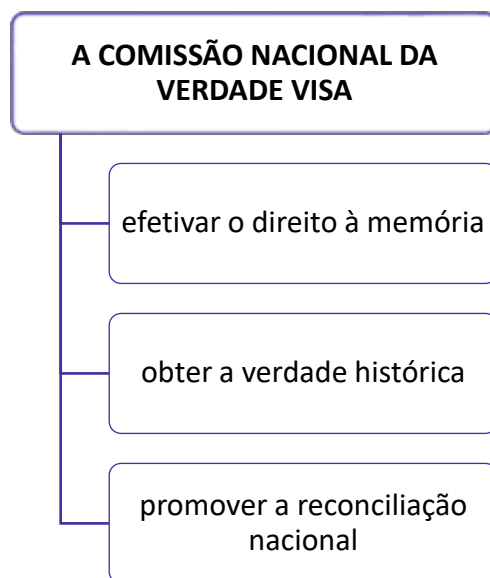 A COMISSÃO NACIONAL DA
VERDADE VISA
efetivar o direito à memória
obter a verdade histórica
promover a reconciliação
nacional